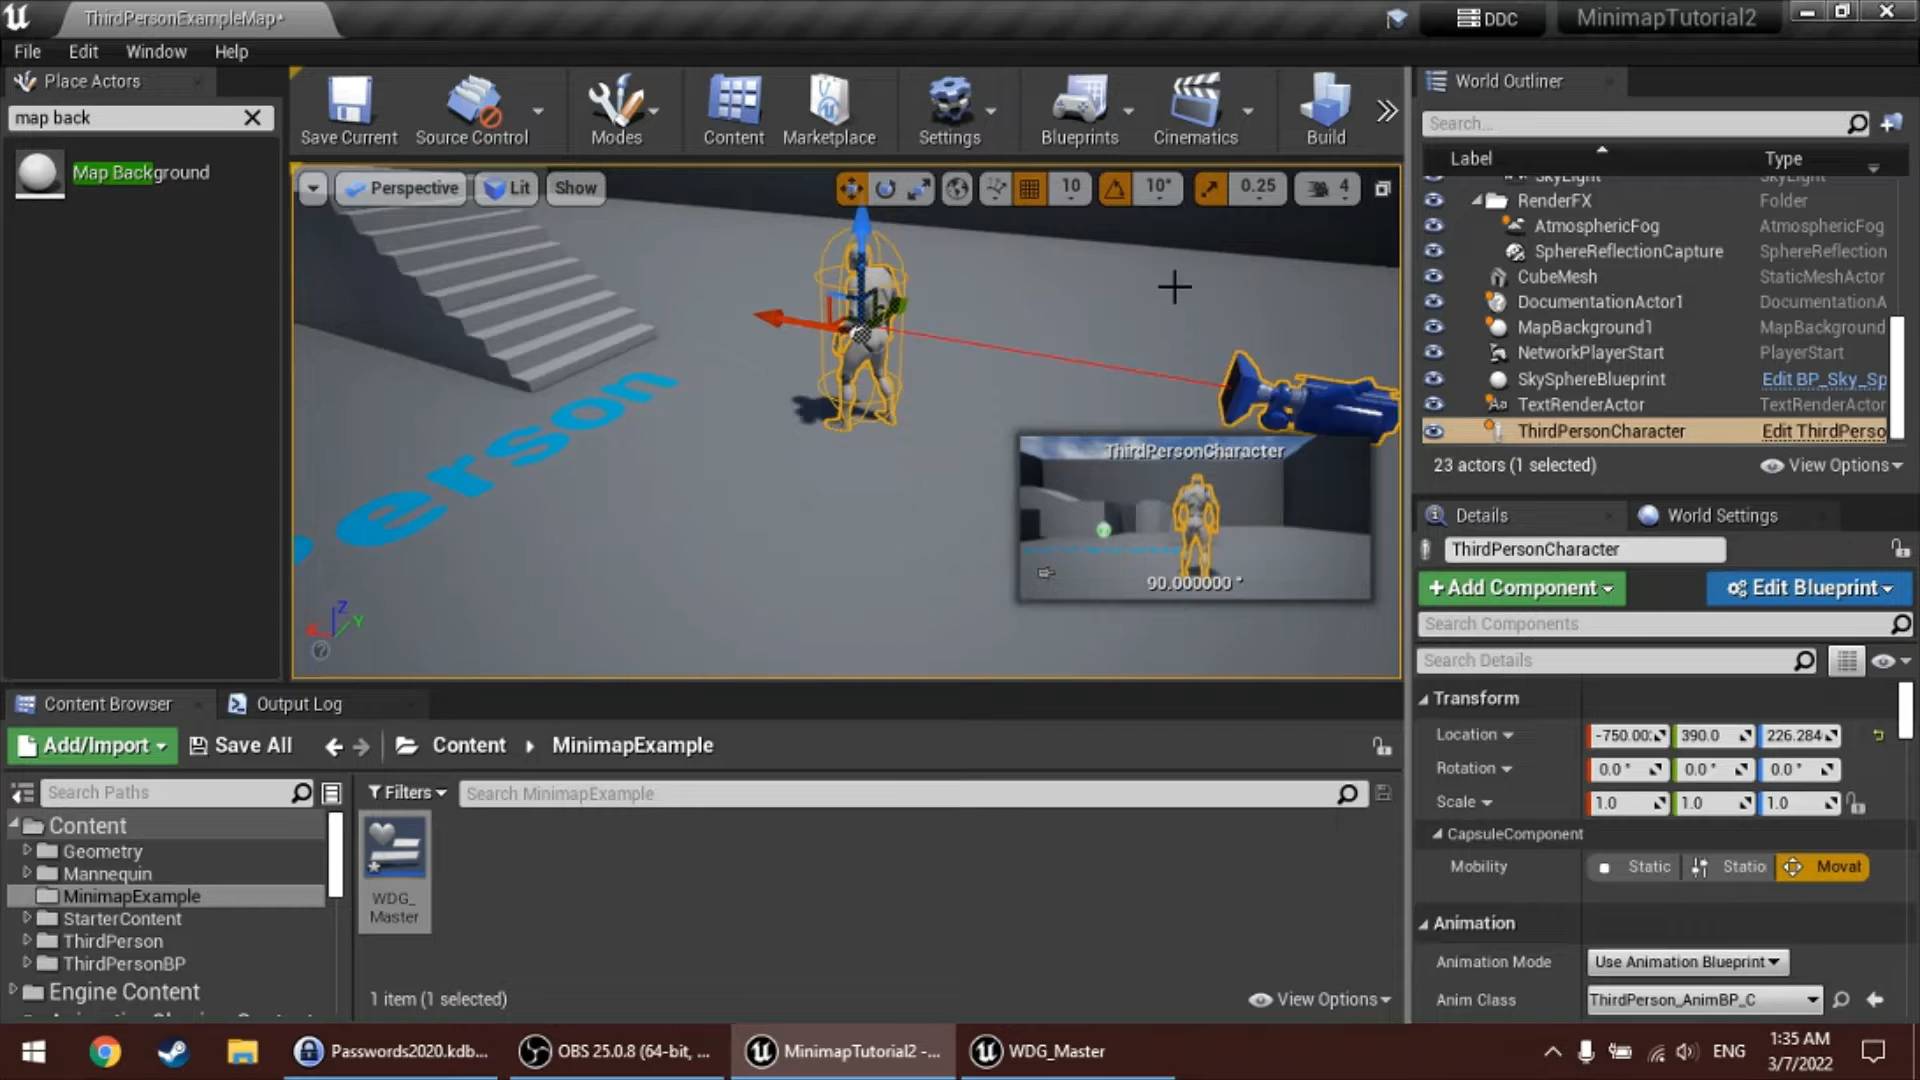 ThirdPersonExampleMap*
DDC
MinimapTutorial2
File
Edit
Window
Help
Place Actors
map back
Map Background
Save Current
Source Control
Modes
Content
Marketplace
Settings
Blueprints
Cinematics
Build
Perspective
Lit
Show
10
10°
0.25
4
erson
ThirdPersonCharacter
90.000000 °
Z
Y
World Outliner
Search...
Label
Type
SkyLight
SkyLight
RenderFX
Folder
AtmosphericFog
AtmosphericFog
SphereReflectionCapture
SphereReflection
CubeMesh
StaticMeshActor
DocumentationActor1
DocumentationA
MapBackground1
MapBackground
NetworkPlayerStart
PlayerStart
SkySphereBlueprint
Edit BP_Sky_Sp
TextRenderActor
TextRenderActor
ThirdPersonCharacter
Edit ThirdPerso
23 actors (1 selected)
View Options
Details
World Settings
ThirdPersonCharacter
+Add Component
Edit Blueprint
Search Components
Search Details
Transform
Location
-750.00
390.0
226.284
Rotation
0.0 °
0.0 °
0.0 °
Scale
1.0
1.0
1.0
CapsuleComponent
Mobility
Static
Statio
Movat
Animation
Animation Mode
Use Animation Blueprint
Anim Class
ThirdPerson_AnimBP_C
Content Browser
Output Log
Add/Import
Save All
Content
MinimapExample
Search Paths
Filters
Search MinimapExample
Content
Geometry
Mannequin
MinimapExample
StarterContent
ThirdPerson
ThirdPersonBP
Engine Content
WDG_
Master
1 item (1 selected)
View Options
Passwords2020.kdb...
OBS 25.0.8 (64-bit, ...
MinimapTutorial2 -...
WDG_Master
ENG
1:35 AM
3/7/2022